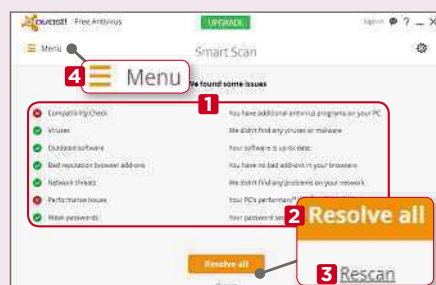 avast! Free Antivirus UPGRADE Sign in ? – X
Menu Smart Scan
4 Menu
We found some issues
1
Compatibility Check You have additional antivirus programs on your PC
Viruses We didn't find any viruses or malware
Outdated software Your software is up to date
Bad reputation browser add-ons You have no bad add-ons in your browsers
Network threats We didn't find any problems on your network
Performance issues Your PC's performan
Weak passwords Your password se
2 Resolve all
Resolve all
3 Rescan